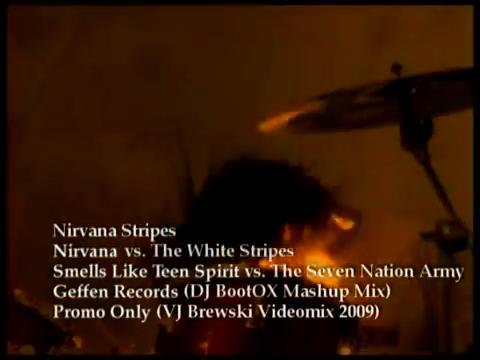 Nirvana Stripes
Nirvana vs. The White Stripes
Smells Like Teen Spirit vs. The Seven Nation Army
Geffen Records (DJ BootOX Mashup Mix)
Promo Only (VJ Brewski Videomix 2009)